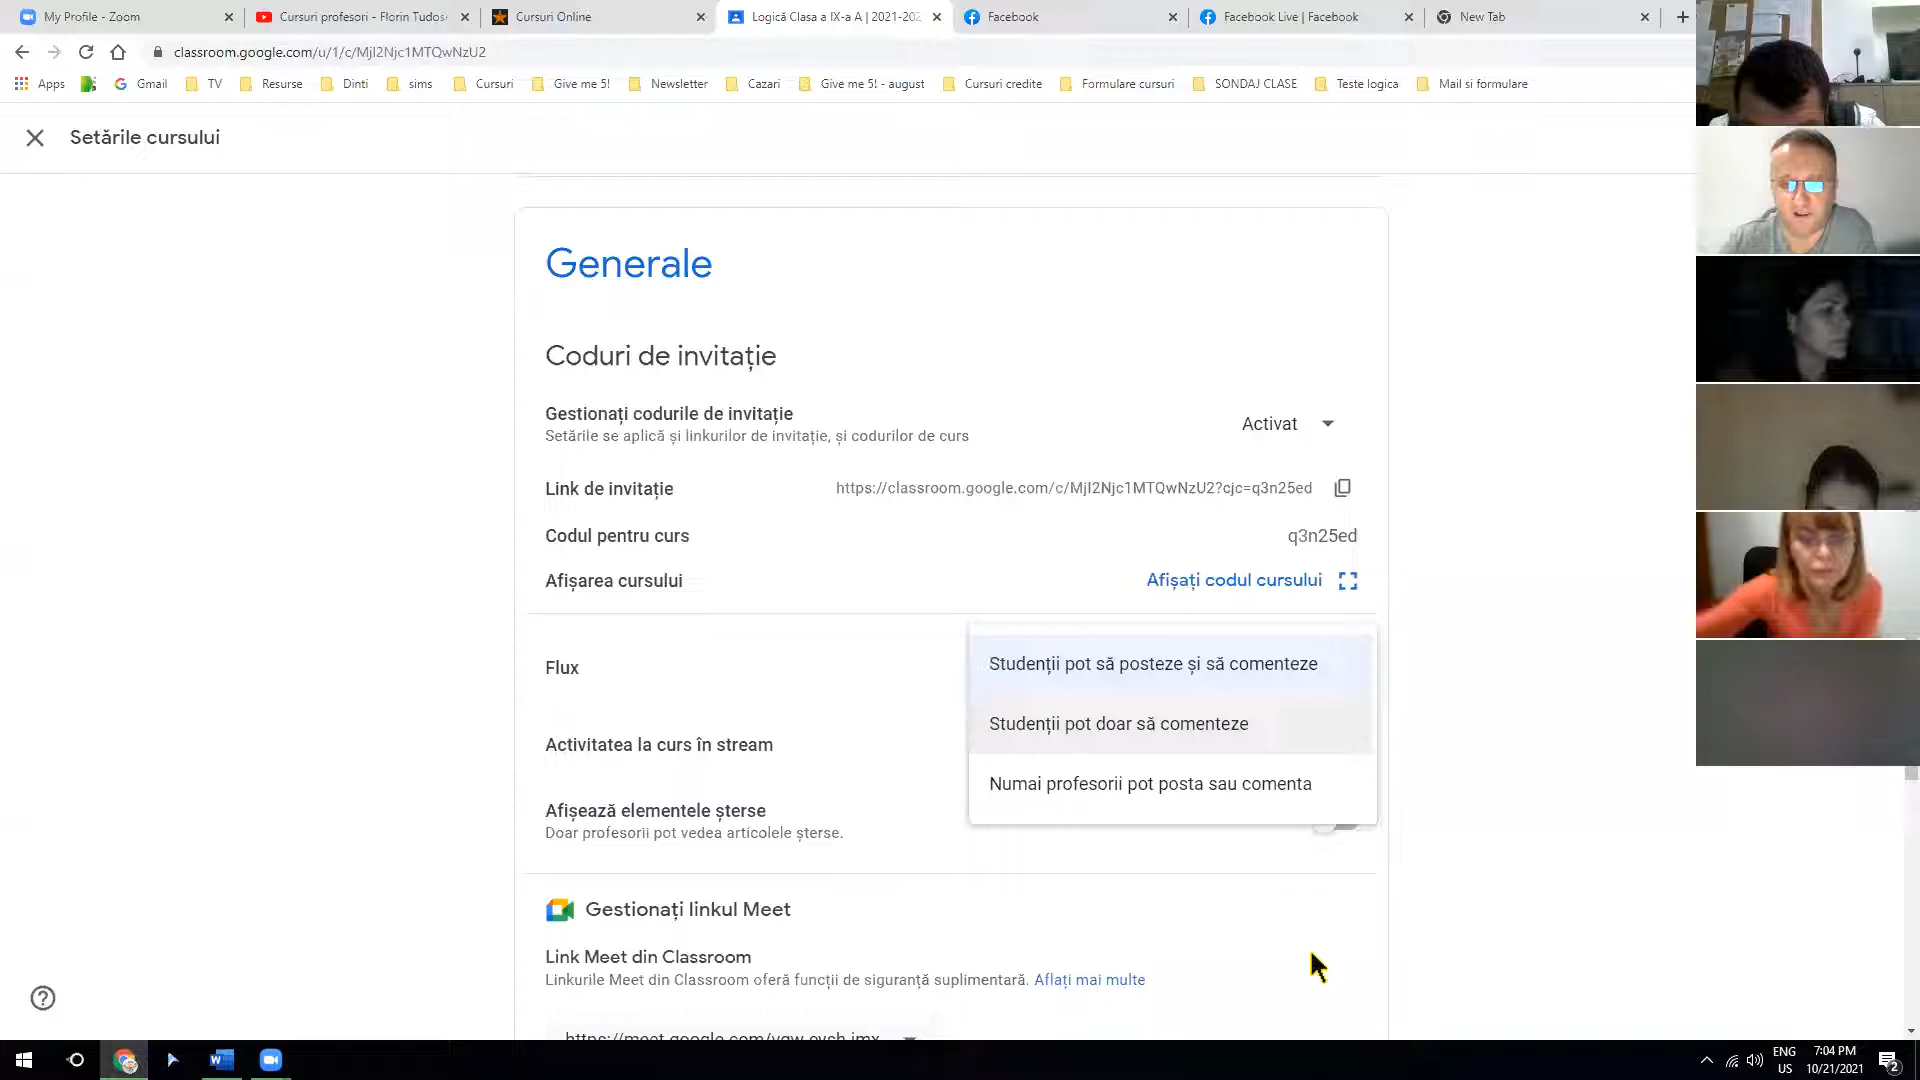 My Profile - Zoom
Cursuri profesori - Florin Tudos
Cursuri Online
Logică Clasa a IX-a A | 2021-202
Facebook
Facebook Live | Facebook
New Tab
classroom.google.com/u/1/c/MjI2Njc1MTQwNzU2
Apps
Gmail
TV
Resurse
Dinti
sims
Cursuri
Give me 5!
Newsletter
Cazari
Give me 5! - august
Cursuri credite
Formulare cursuri
SONDAJ CLASE
Teste logica
Mail si formulare
Setările cursului
Generale
Coduri de invitație
Gestionați codurile de invitație
Setările se aplică și linkurilor de invitație, și codurilor de curs
Activat
Link de invitație
https://classroom.google.com/c/MjI2Njc1MTQwNzU2?cjc=q3n25ed
Codul pentru curs
q3n25ed
Afișarea cursului
Afișați codul cursului
Flux
Studenții pot să posteze și să comenteze
Studenții pot doar să comenteze
Numai profesorii pot posta sau comenta
Activitatea la curs în stream
Afișează elementele șterse
Doar profesorii pot vedea articolele șterse.
Gestionați linkul Meet
Link Meet din Classroom
Linkurile Meet din Classroom oferă funcții de siguranță suplimentară. Aflați mai multe
ENG
US
7:04 PM
10/21/2021
2